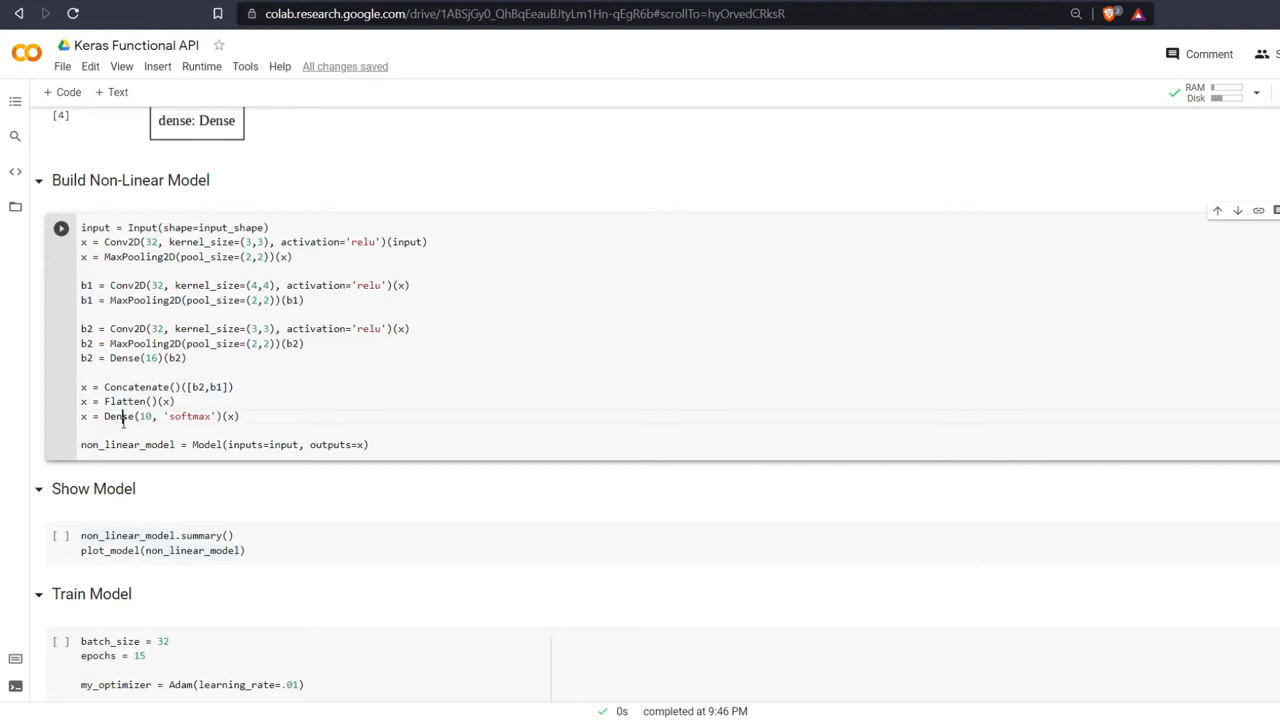 colab.research.google.com/drive/1ABSjGy0_QhBqEeauBJtyLm1Hn-qEgR6b#scrollTo=hyOrvedCRksR
2
Keras Functional API
File Edit View Insert Runtime Tools Help All changes saved
Comment
+ Code + Text
RAM
Disk
[4]
dense: Dense
Build Non-Linear Model
input = Input(shape=input_shape)
x = Conv2D(32, kernel_size=(3,3), activation='relu')(input)
x = MaxPooling2D(pool_size=(2,2))(x)
b1 = Conv2D(32, kernel_size=(4,4), activation='relu')(x)
b1 = MaxPooling2D(pool_size=(2,2))(b1)
b2 = Conv2D(32, kernel_size=(3,3), activation='relu')(x)
b2 = MaxPooling2D(pool_size=(2,2))(b2)
b2 = Dense(16)(b2)
x = Concatenate()([b2,b1])
x = Flatten()(x)
x = Dense(10, 'softmax')(x)
non_linear_model = Model(inputs=input, outputs=x)
Show Model
[ ] non_linear_model.summary()
plot_model(non_linear_model)
Train Model
[ ] batch_size = 32
epochs = 15
my_optimizer = Adam(learning_rate=.01)
0s completed at 9:46 PM